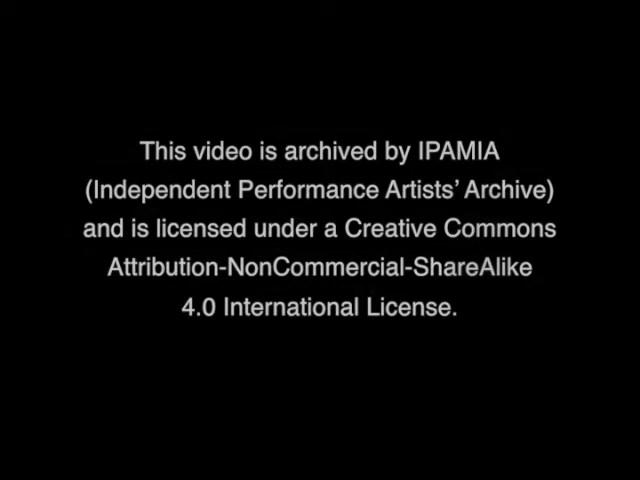 This video is archived by IPAMIA
(Independent Performance Artists’ Archive)
and is licensed under a Creative Commons
Attribution-NonCommercial-ShareAlike
4.0 International License.